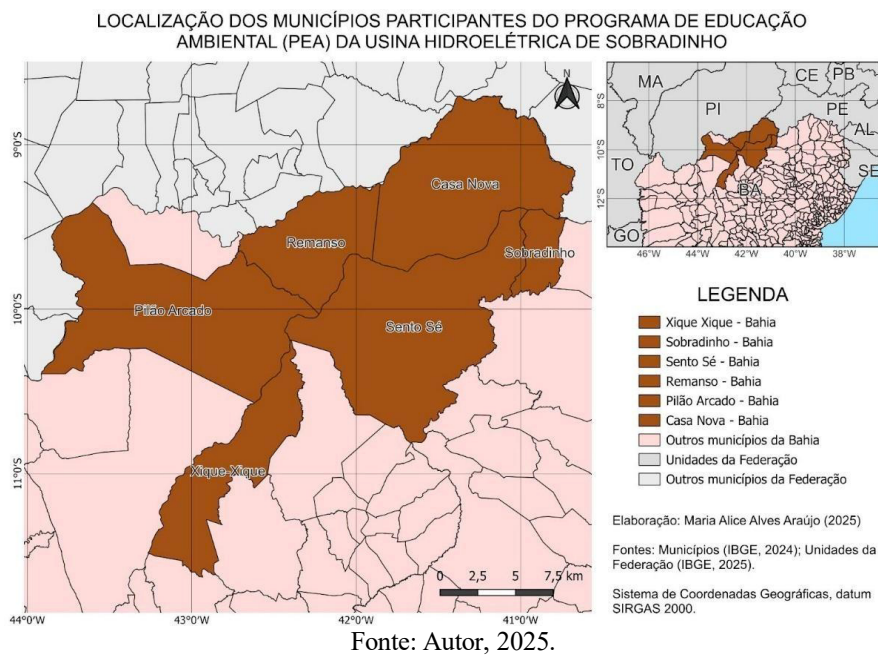 LOCALIZAÇÃO DOS MUNICÍPIOS PARTICIPANTES DO PROGRAMA DE EDUCAÇÃO
AMBIENTAL (PEA) DA USINA HIDROELÉTRICA DE SOBRADINHO
N
9°0'S
10°0'S
11°0'S
44°0'W
43°0'W
42°0'W
41°0'W
Casa Nova
Remanso
Sobradinho
Pilão Arcado
Sento Sé
Xique-Xique
0 2,5 5 7,5 km
MA
CE
PB
PI
PE
AL
TO
SE
BA
GO
8°S
10°S
12°S
46°W
44°W
42°W
40°W
38°W
LEGENDA
Xique Xique - Bahia
Sobradinho - Bahia
Sento Sé - Bahia
Remanso - Bahia
Pilão Arcado - Bahia
Casa Nova - Bahia
Outros municípios da Bahia
Unidades da Federação
Outros municípios da Federação
Elaboração: Maria Alice Alves Araújo (2025)
Fontes: Municípios (IBGE, 2024); Unidades da
Federação (IBGE, 2025).
Sistema de Coordenadas Geográficas, datum
SIRGAS 2000.
Fonte: Autor, 2025.